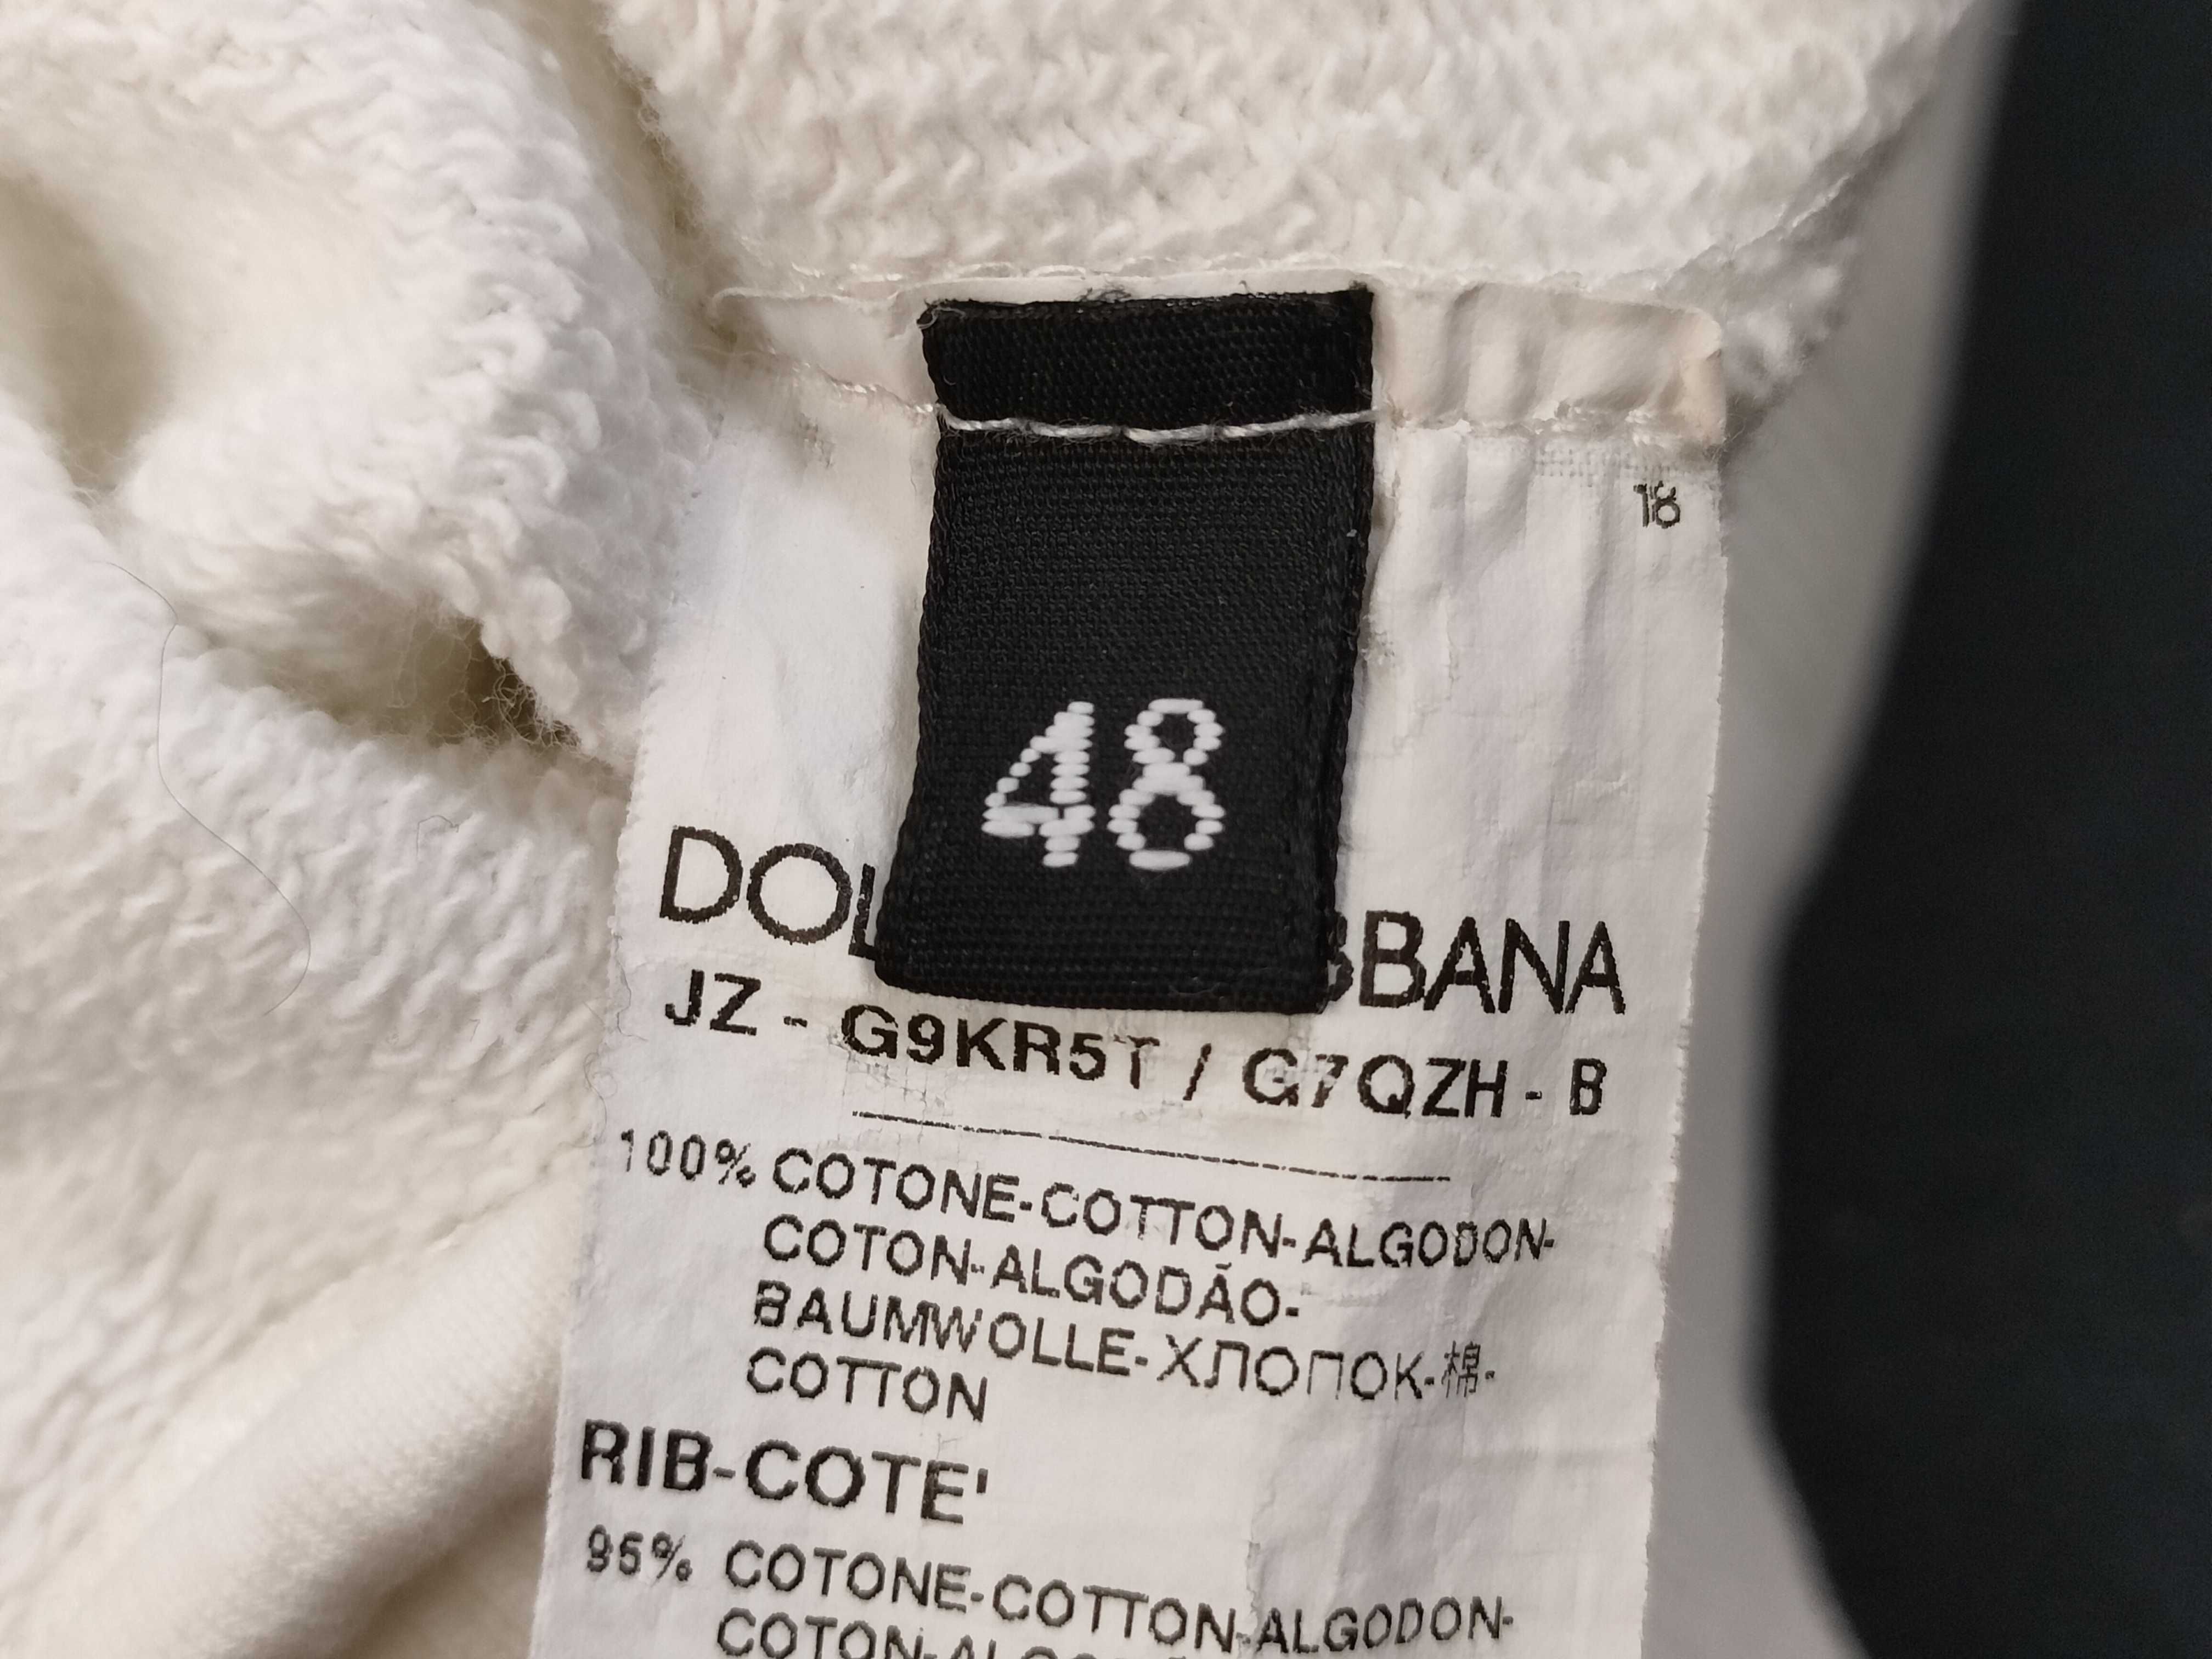 18
48
DOL BBANA
JZ - G9KR5T / G7QZH - B
100% COTONE-COTTON-ALGODON-
COTON-ALGODÃO-
BAUMWOLLE-ХЛОПОК-棉-
COTTON
RIB-COTE'
95% COTONE-COTTON-ALGODON-